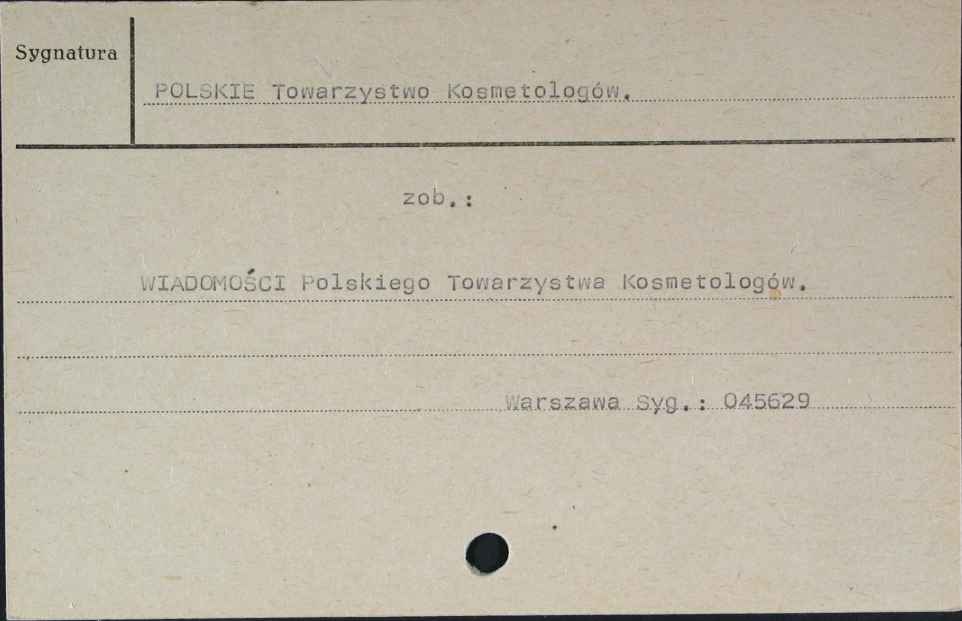 Sygnatura
POLSKIE Towarzystwo Kosmetologów.
zob.:
WIADOMOŚCI Polskiego Towarzystwa Kosmetologów.
Warszawa Syg.: 045629